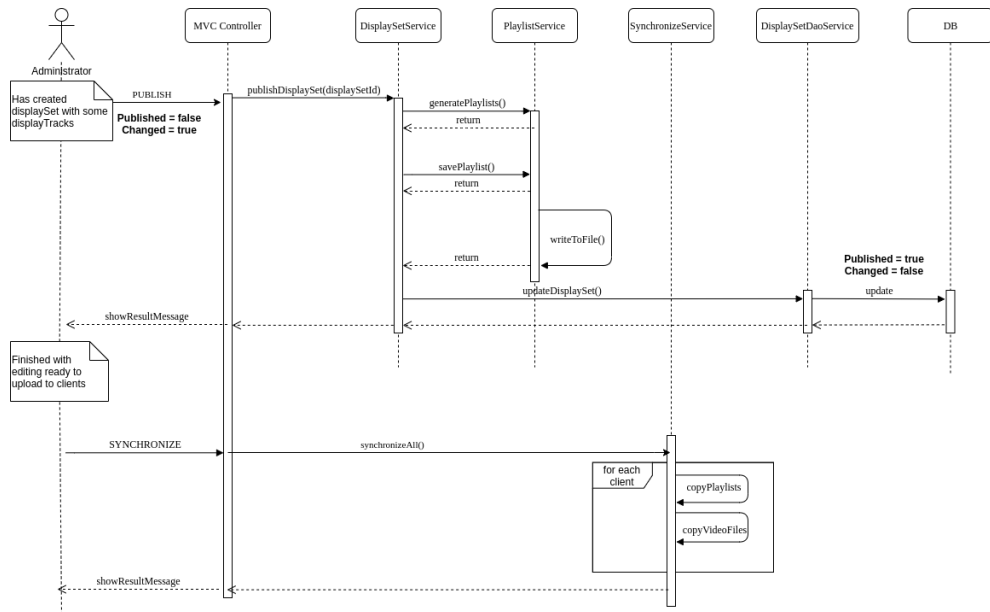 MVC Controller
DisplaySetService
PlaylistService
SynchronizeService
DisplaySetDaoService
DB
Administrator
Has created
displaySet with some
displayTracks
PUBLISH
Published = false
Changed = true
publishDisplaySet(displaySetId)
generatePlaylists()
return
savePlaylist()
return
writeToFile()
return
Published = true
Changed = false
updateDisplaySet()
update
showResultMessage
Finished with
editing ready to
upload to clients
SYNCHRONIZE
synchronizeAll()
for each
client
copyPlaylists
copyVideoFiles
showResultMessage